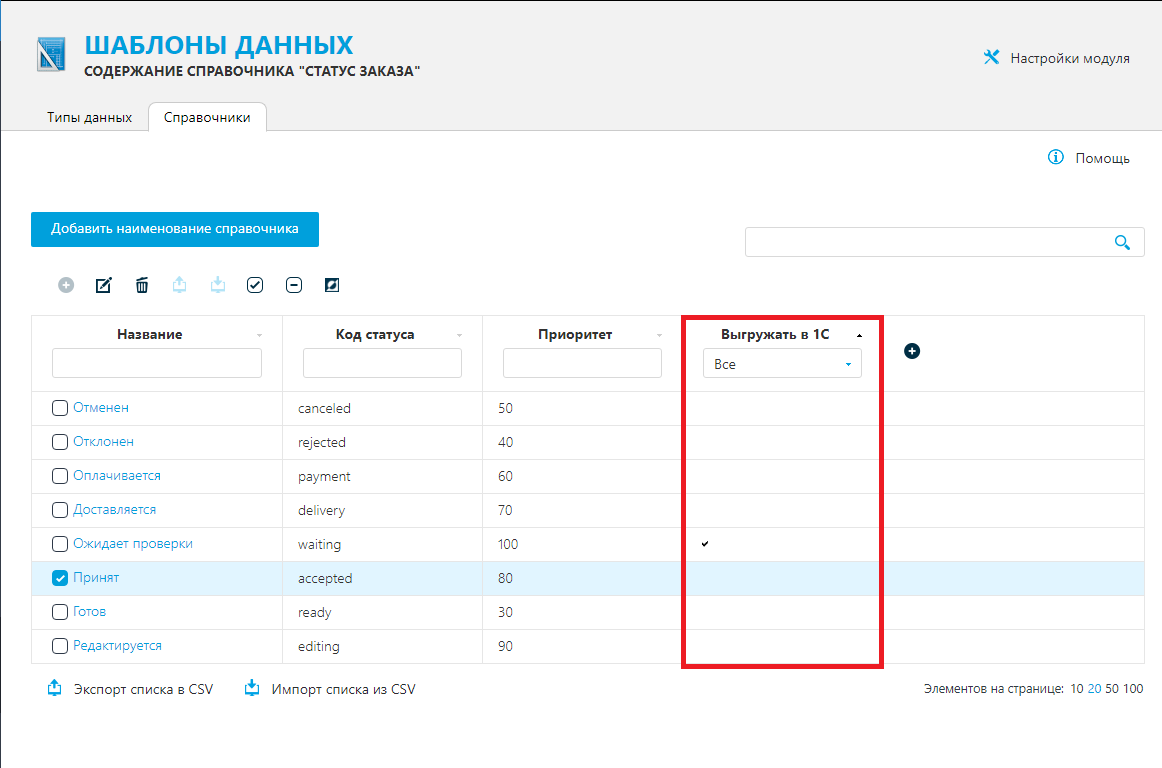 ШАБЛОНЫ ДАННЫХ
СОДЕРЖАНИЕ СПРАВОЧНИКА "СТАТУС ЗАКАЗА"
Настройки модуля
Типы данных Справочники
Помощь
Добавить наименование справочника
Название Код статуса Приоритет Выгружать в 1С
Все
Отменен canceled 50
Отклонен rejected 40
Оплачивается payment 60
Доставляется delivery 70
Ожидает проверки waiting 100
Принят accepted 80
Готов ready 30
Редактируется editing 90
Экспорт списка в CSV Импорт списка из CSV Элементов на странице: 10 20 50 100